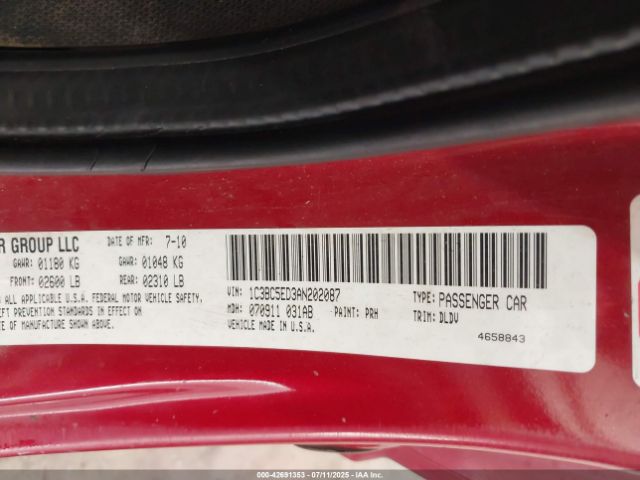 R GROUP LLC DATE OF MFR: 7-10
GAWR: 01180 KG GAWR: 01048 KG
FRONT: 02600 LB REAR: 02310 LB
ALL APPLICABLE U.S.A. FEDERAL MOTOR VEHICLE SAFETY,
EFT PREVENTION STANDARDS IN EFFECT ON
E OF MANUFACTURE SHOWN ABOVE.
VIN: 1C3BC5ED3AN202087 TYPE: PASSENGER CAR
MDH: 070911 031AB PAINT: PRH TRIM: DLDV
VEHICLE MADE IN U.S.A. 4658843
000-42691353 - 07/11/2025 - IAA Inc.